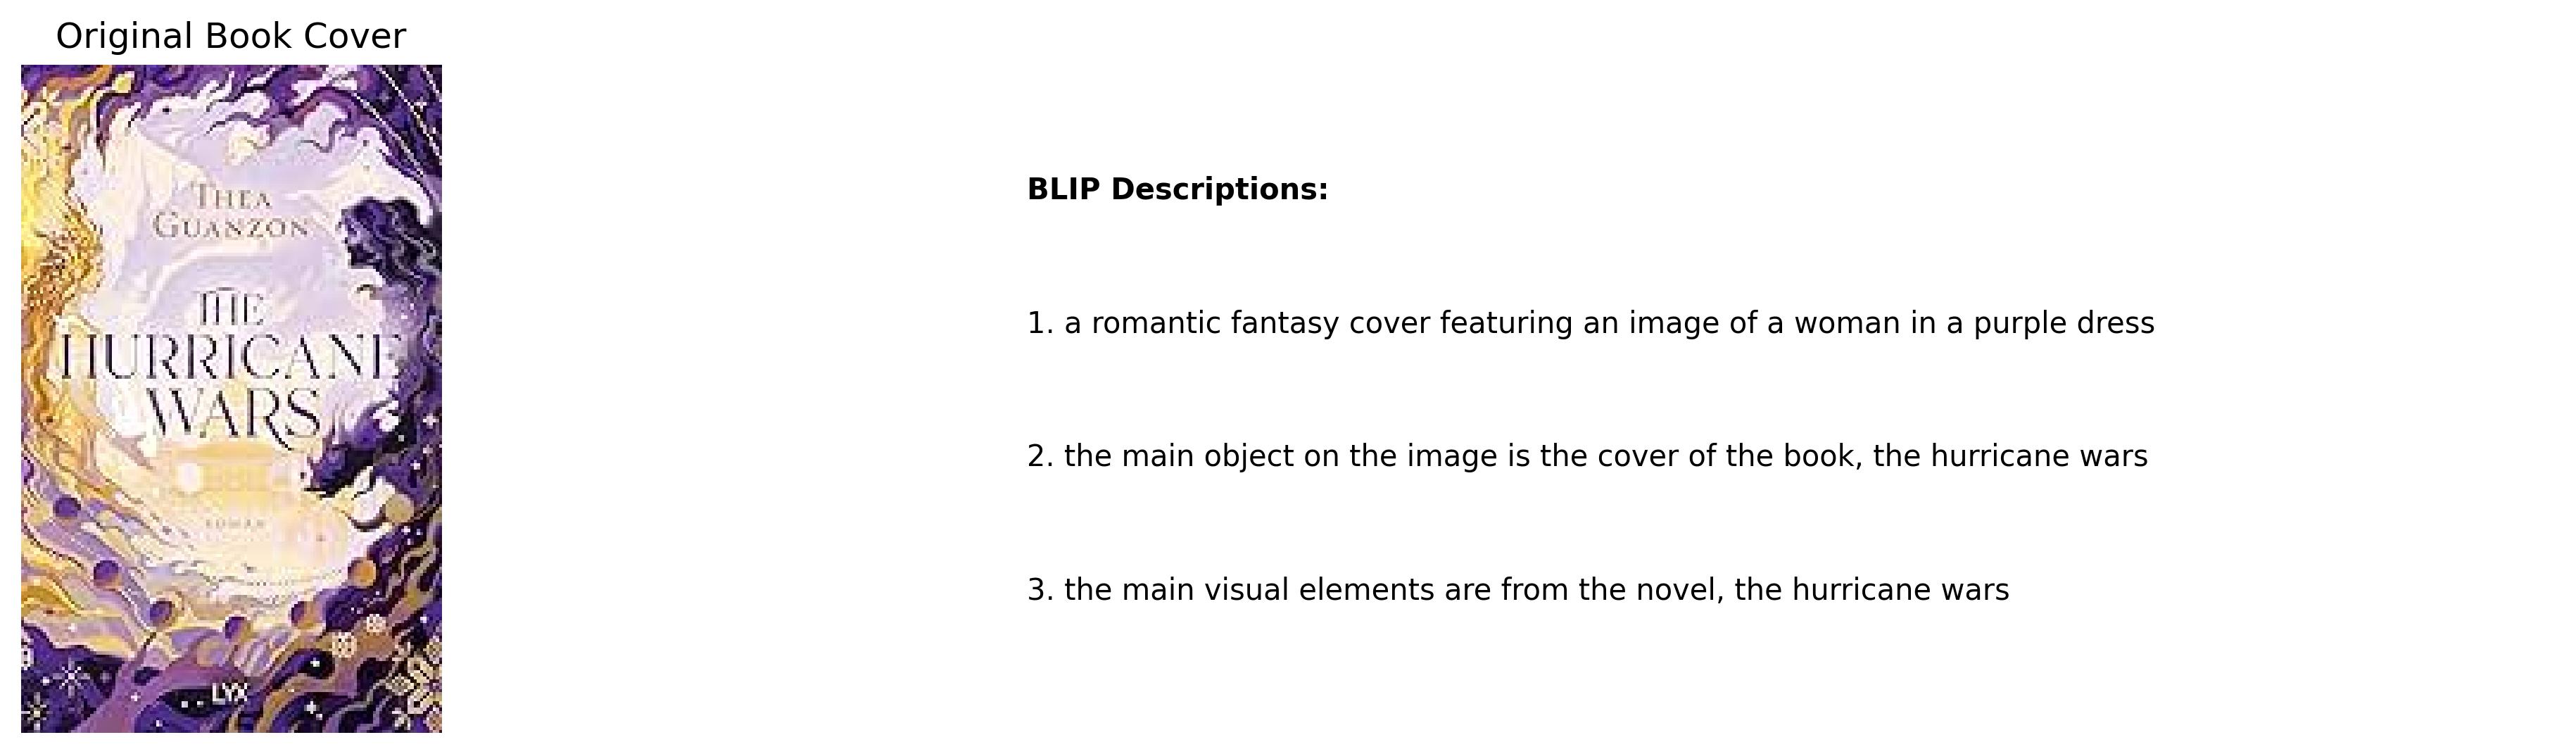 Original Book Cover
THEA
GUANZON
THE
HURRICANE
WARS
ROMAN
LYX
BLIP Descriptions:
1. a romantic fantasy cover featuring an image of a woman in a purple dress
2. the main object on the image is the cover of the book, the hurricane wars
3. the main visual elements are from the novel, the hurricane wars